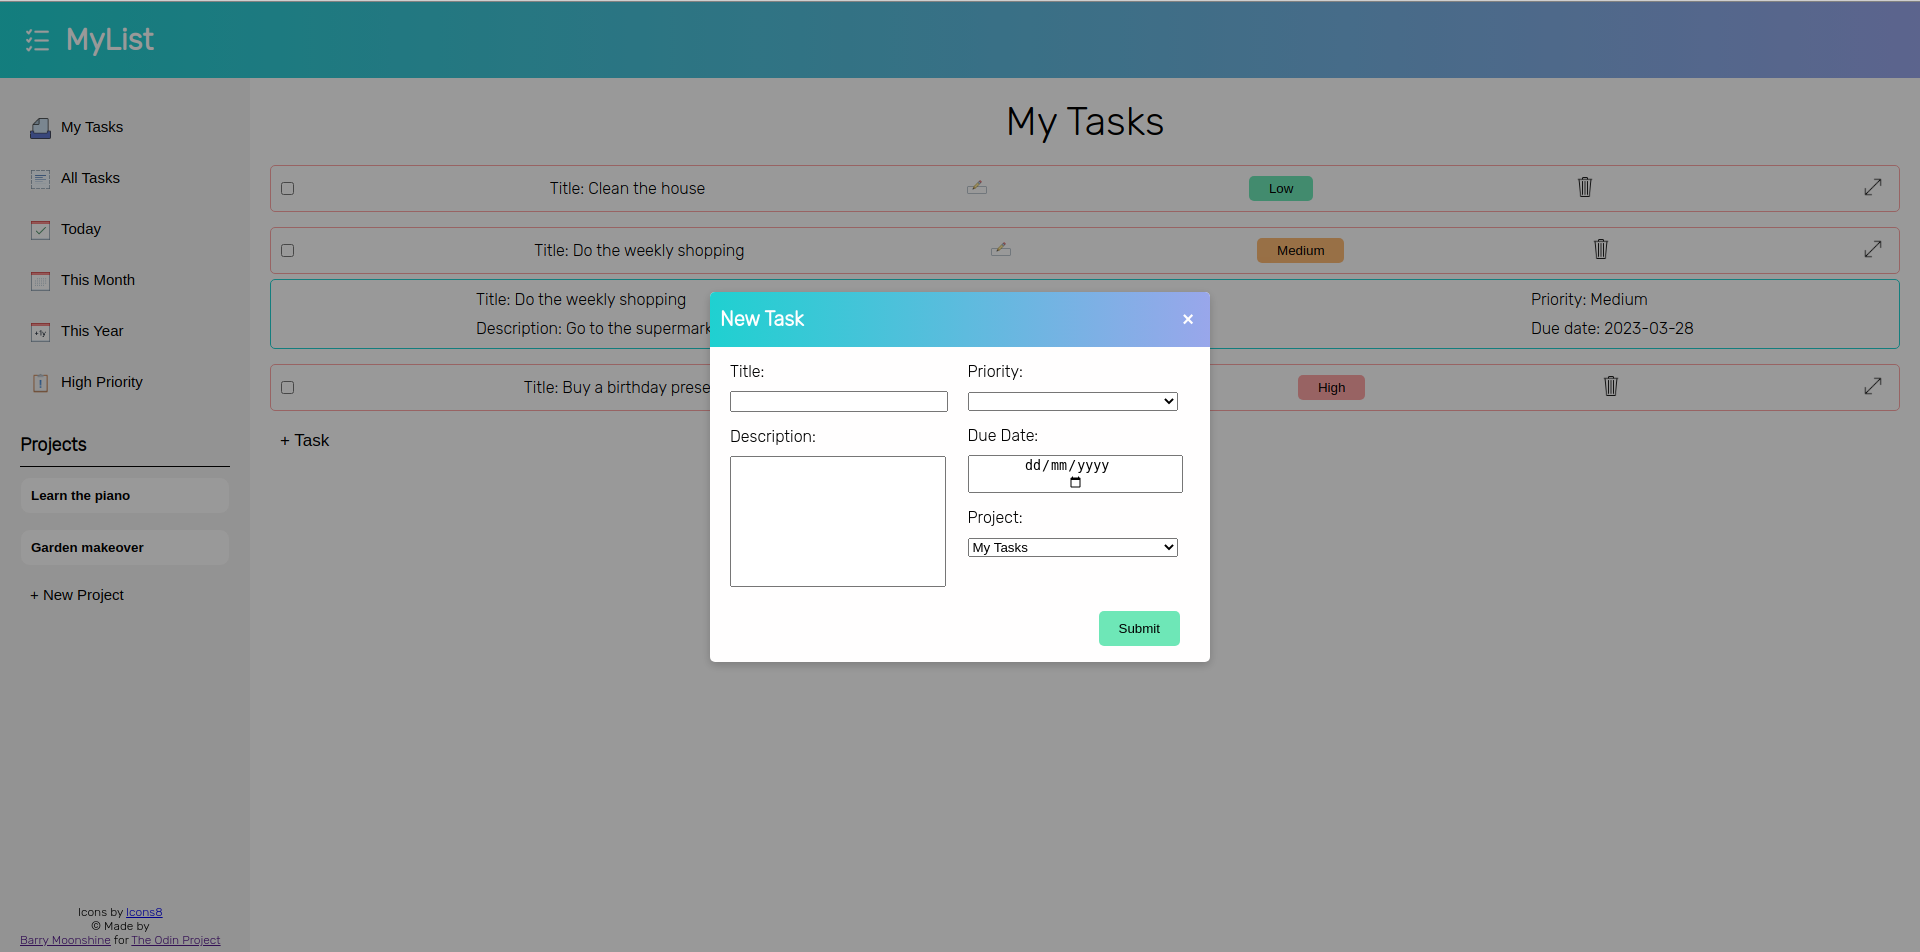 MyList
My Tasks
All Tasks
Today
This Month
+1y This Year
High Priority
Projects
Learn the piano
Garden makeover
+ New Project
Icons by Icons8
© Made by
Barry Moonshine for The Odin Project
My Tasks
Title: Clean the house Low
Title: Do the weekly shopping Medium
Title: Do the weekly shopping Priority: Medium
Description: Go to the Due date: 2023-03-28
Title: Buy a birthday High
+ Task
New Task ×
Title:
Description:
Priority:
Due Date:
dd/mm/yyyy
Project:
My Tasks
Submit